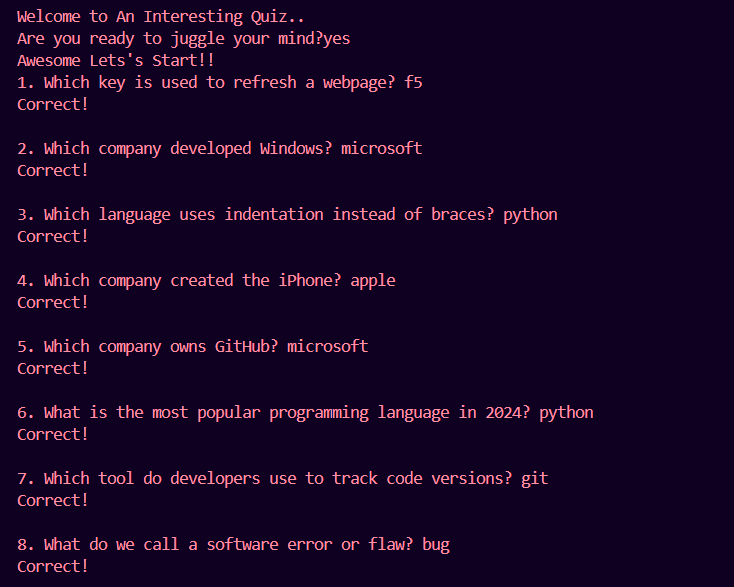 Welcome to An Interesting Quiz..
Are you ready to juggle your mind?yes
Awesome Lets's Start!!
1. Which key is used to refresh a webpage? f5
Correct!
2. Which company developed Windows? microsoft
Correct!
3. Which language uses indentation instead of braces? python
Correct!
4. Which company created the iPhone? apple
Correct!
5. Which company owns GitHub? microsoft
Correct!
6. What is the most popular programming language in 2024? python
Correct!
7. Which tool do developers use to track code versions? git
Correct!
8. What do we call a software error or flaw? bug
Correct!